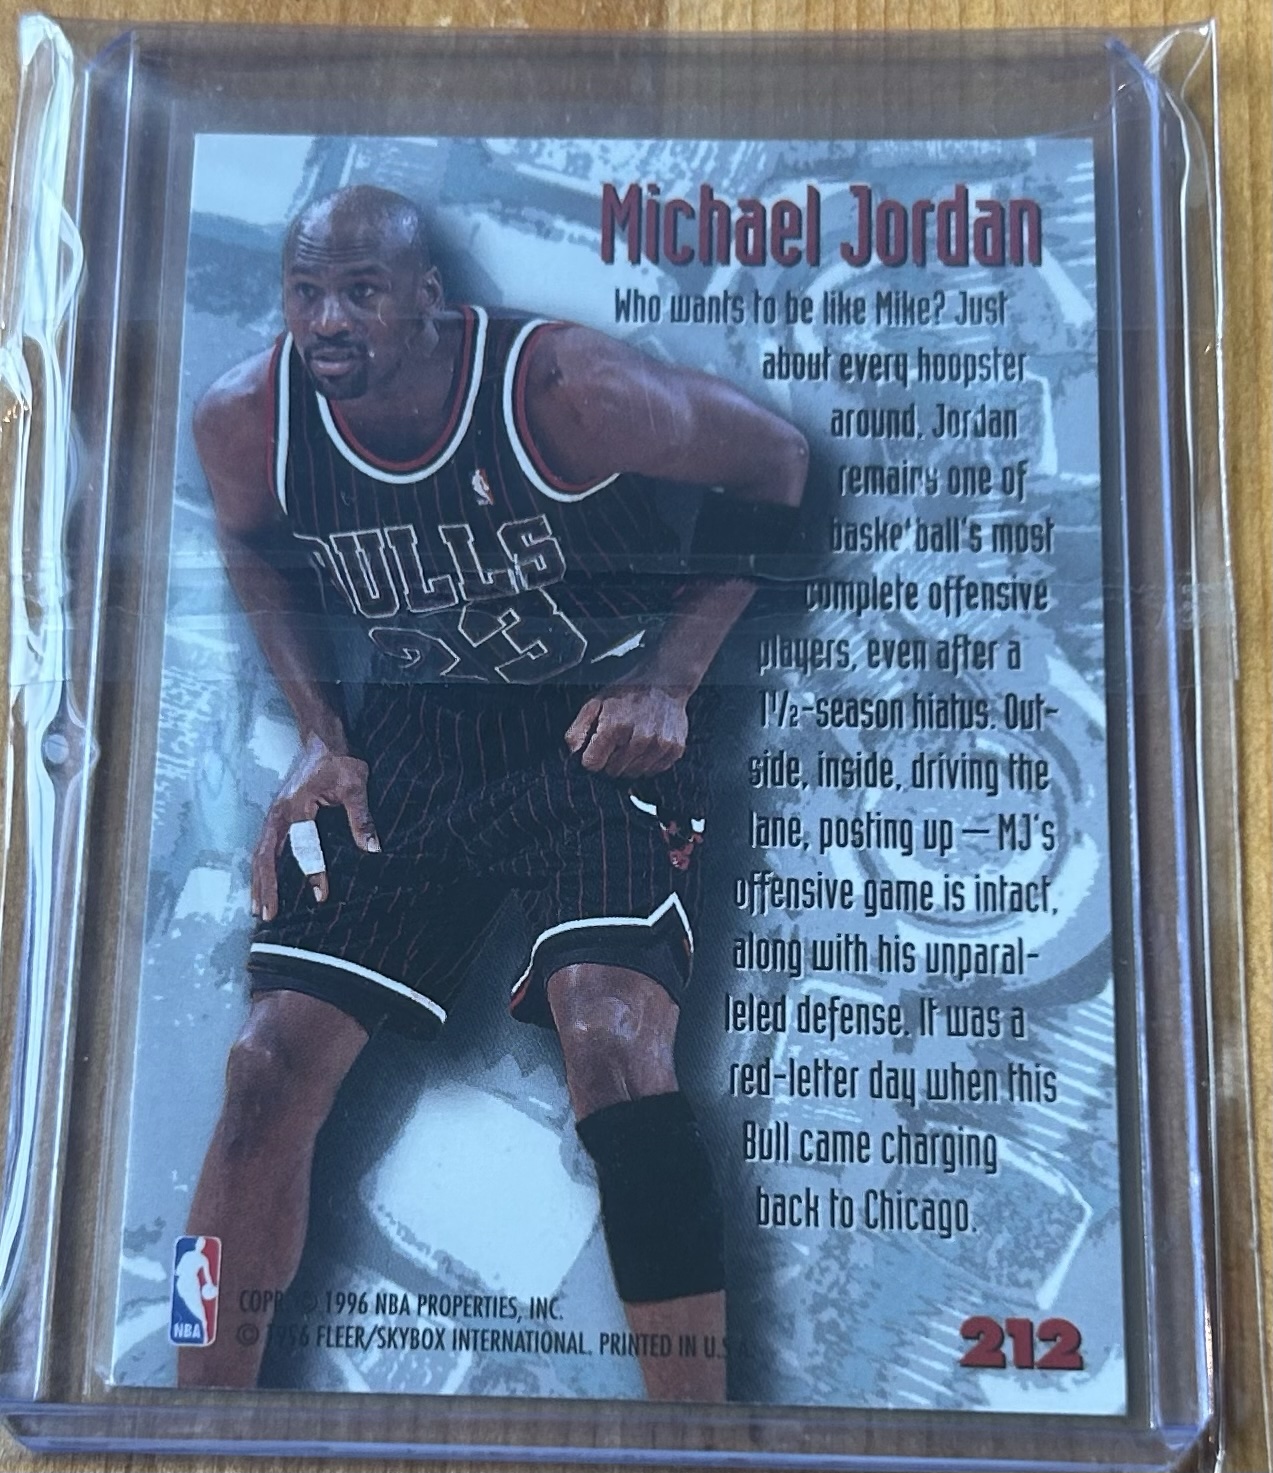 Michael Jordan
Who wants to be like Mike? Just
about every hoopster
around. Jordan
remains one of
basketball's most
complete offensive
players, even after a
1½-season hiatus. Out-
side, inside, driving the
lane, posting up — MJ's
offensive game is intact,
along with his unparal-
leled defense. It was a
red-letter day when this
Bull came charging
back to Chicago.
BULLS
23
NBA
COPR. © 1996 NBA PROPERTIES, INC.
© 1996 FLEER/SKYBOX INTERNATIONAL. PRINTED IN U.S.A.
212